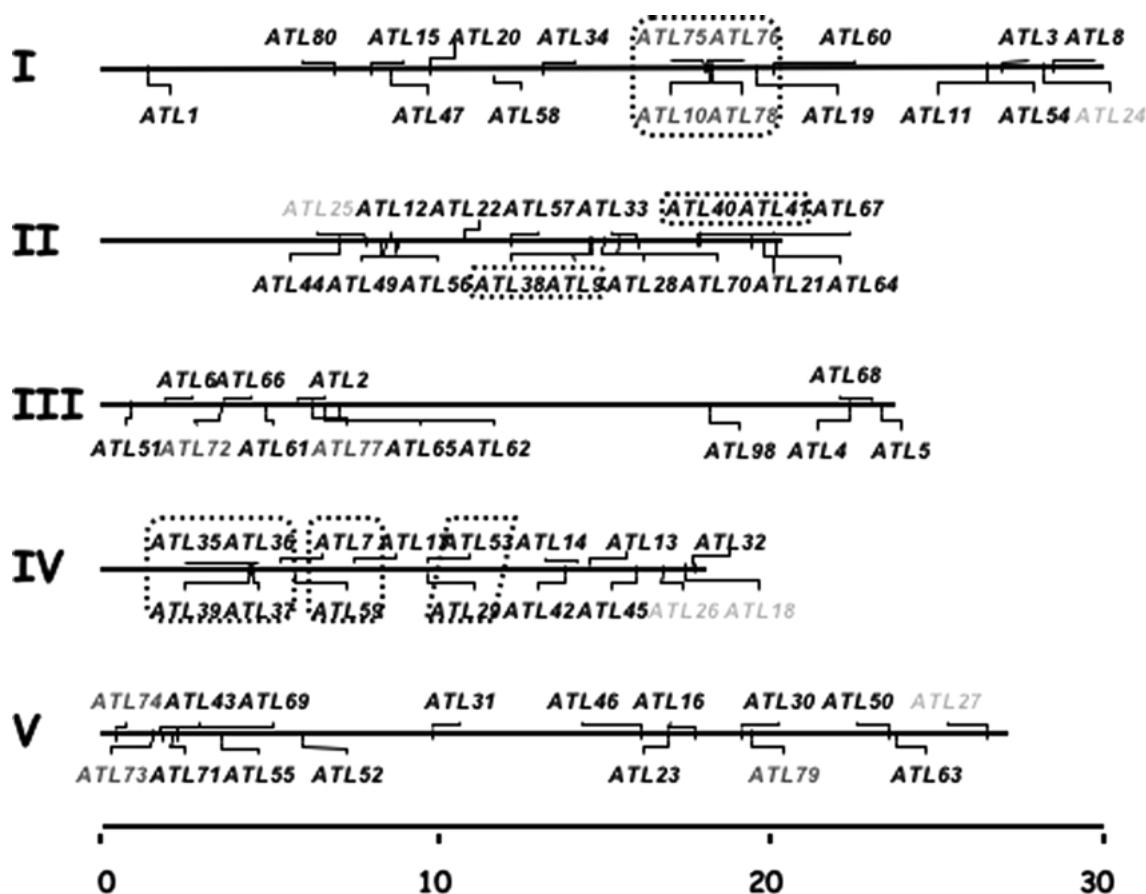 ATL80 ATL15 ATL20 ATL34 ATL75 ATL76 ATL60 ATL3 ATL8
I
ATL1 ATL47 ATL58 ATL10 ATL78 ATL19 ATL11 ATL54 ATL24
ATL25 ATL12 ATL22 ATL57 ATL33 ATL40 ATL41 ATL67
II
ATL44 ATL49 ATL56 ATL38 ATL9 ATL28 ATL70 ATL21 ATL64
ATL6 ATL66 ATL2 ATL68
III
ATL51 ATL72 ATL61 ATL77 ATL65 ATL62 ATL98 ATL4 ATL5
ATL35 ATL36 ATL53 ATL14 ATL13 ATL32
IV
ATL39 ATL37 ATL59 ATL29 ATL42 ATL45 ATL26 ATL18
ATL74 ATL43 ATL69 ATL31 ATL46 ATL16 ATL30 ATL50 ATL27
V
ATL73 ATL71 ATL55 ATL52 ATL23 ATL79 ATL63
0 10 20 30